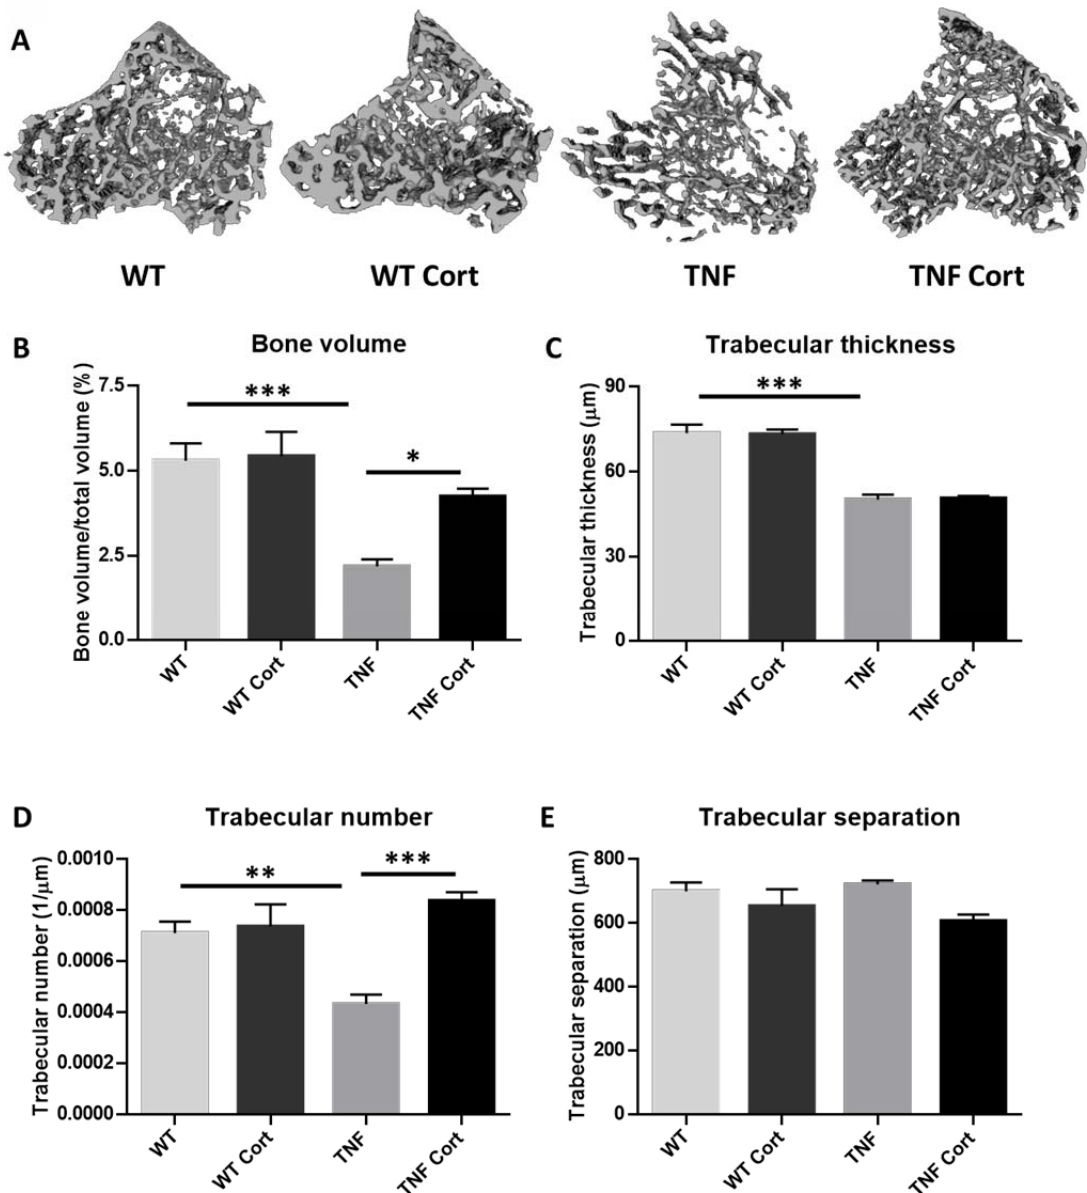 A
WT
WT Cort
TNF
TNF Cort
B
Bone volume
Bone volume/total volume (%)
7.5
5.0
2.5
0.0
***
*
WT
WT Cort
TNF
TNF Cort
C
Trabecular thickness
Trabecular thickness (μm)
90
60
30
0
***
WT
WT Cort
TNF
TNF Cort
D
Trabecular number
Trabecular number (1/μm)
0.0010
0.0008
0.0006
0.0004
0.0002
0.0000
**
***
WT
WT Cort
TNF
TNF Cort
E
Trabecular separation
Trabecular separation (μm)
800
600
400
200
0
WT
WT Cort
TNF
TNF Cort